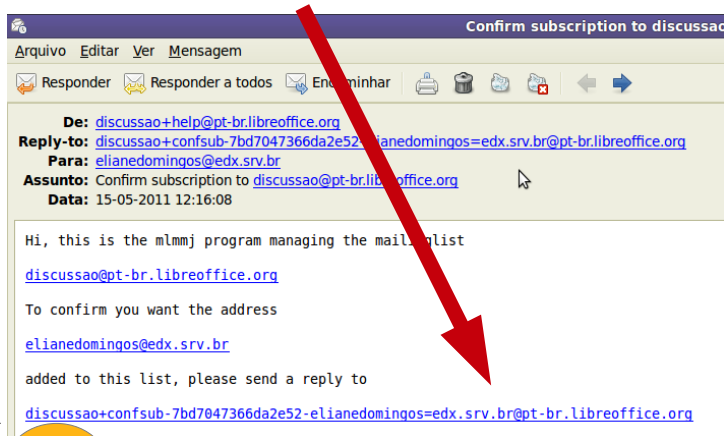 Confirm subscription to discussao
Arquivo Editar Ver Mensagem
Responder Responder a todos
De: discussao+help@pt-br.libreoffice.org
Reply-to: discussao+confsub-7bd7047366da2e52-elianedomingos=edx.srv.br@pt-br.libreoffice.org
Para: elianedomingos@edx.srv.br
Assunto: Confirm subscription to discussao@pt-br.libreoffice.org
Data: 15-05-2011 12:16:08
Hi, this is the mlmmj program managing the mailinglist
discussao@pt-br.libreoffice.org
To confirm you want the address
elianedomingos@edx.srv.br
added to this list, please send a reply to
discussao+confsub-7bd7047366da2e52-elianedomingos=edx.srv.br@pt-br.libreoffice.org